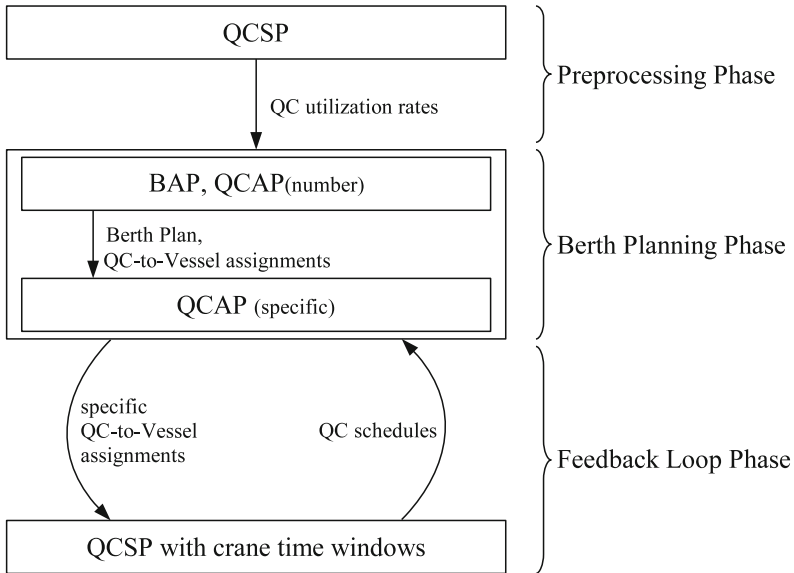 QCSP
Preprocessing Phase
QC utilization rates
BAP, QCAP(number)
Berth Plan,
QC-to-Vessel assignments
Berth Planning Phase
QCAP (specific)
specific
QC-to-Vessel
assignments
QC schedules
Feedback Loop Phase
QCSP with crane time windows